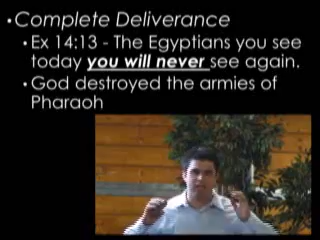 • Complete Deliverance
• Ex 14:13 - The Egyptians you see
today you will never see again.
• God destroyed the armies of
Pharaoh